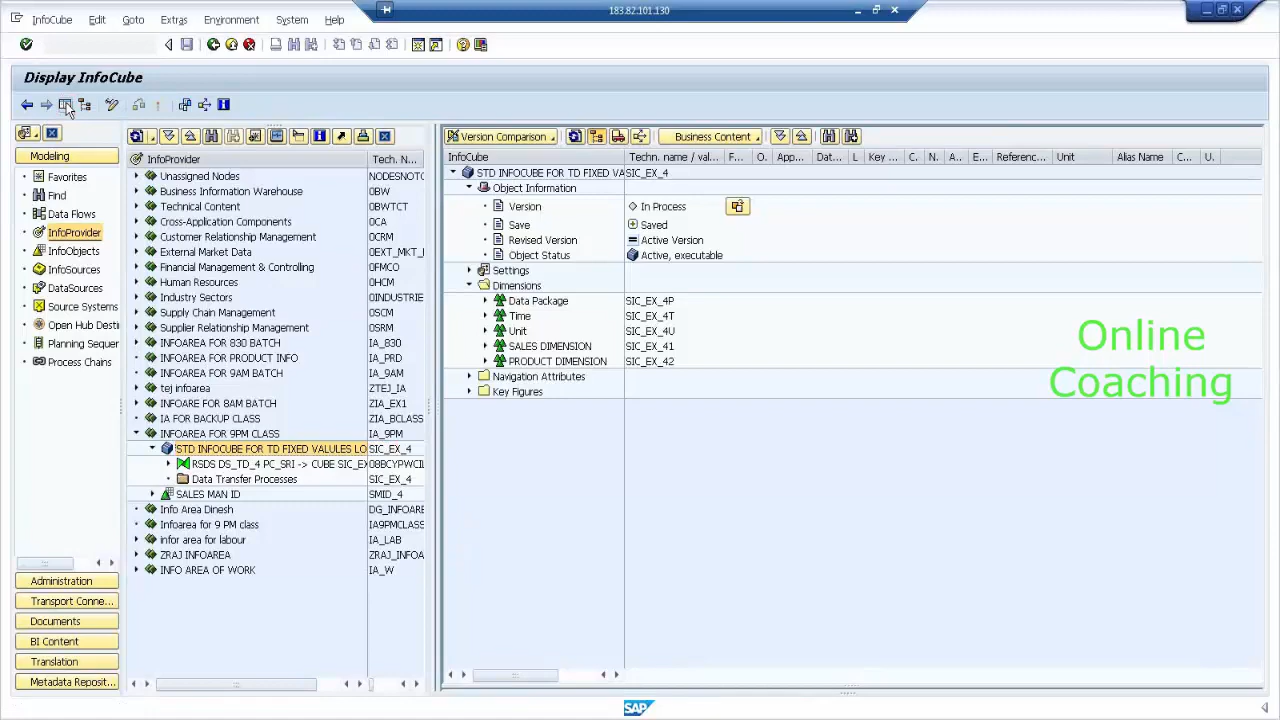 183.82.101.130
InfoCube Edit Goto Extras Environment System Help
Display InfoCube
Modeling
Favorites
Find
Data Flows
InfoProvider
InfoObjects
InfoSources
DataSources
Source Systems
Open Hub Desti
Planning Sequer
Process Chains
Administration
Transport Conne...
Documents
BI Content
Translation
Metadata Reposit...
InfoProvider Tech. N...
Unassigned Nodes NODESNOTC
Business Information Warehouse 0BW
Technical Content 0BWTCT
Cross-Application Components 0CA
Customer Relationship Management 0CRM
External Market Data 0EXT_MKT_
Financial Management & Controlling 0FMCO
Human Resources 0HCM
Industry Sectors 0INDUSTRIE
Supply Chain Management 0SCM
Supplier Relationship Management 0SRM
INFOAREA FOR 830 BATCH IA_830
INFOAREA FOR PRODUCT INFO IA_PRD
INFOAREA FOR 9AM BATCH IA_9AM
tej infoarea ZTEJ_IA
INFOARE FOR 8AM BATCH ZIA_EX1
IA FOR BACKUP CLASS ZIA_BCLASS
INFOAREA FOR 9PM CLASS IA_9PM
STD INFOCUBE FOR TD FIXED VALULES LO SIC_EX_4
RSDS DS_TD_4 PC_SRI -> CUBE SIC_EX 08BCYPWCIL
Data Transfer Processes SIC_EX_4
SALES MAN ID SMID_4
Info Area Dinesh DG_INFOARE
Infoarea for 9 PM class IA9PMCLASS
infor area for labour IA_LAB
ZRAJ INFOAREA ZRAJ_INFOA
INFO AREA OF WORK IA_W
Version Comparison Business Content
InfoCube Techn. name / val... F... O. App... Dat... L Key ... C. N. A.. E... Referenc... Unit Alias Name C... U.
STD INFOCUBE FOR TD FIXED VA SIC_EX_4
Object Information
Version In Process
Save Saved
Revised Version Active Version
Object Status Active, executable
Settings
Dimensions
Data Package SIC_EX_4P
Time SIC_EX_4T
Unit SIC_EX_4U
SALES DIMENSION SIC_EX_41
PRODUCT DIMENSION SIC_EX_42
Navigation Attributes
Key Figures
Online
Coaching
SAP